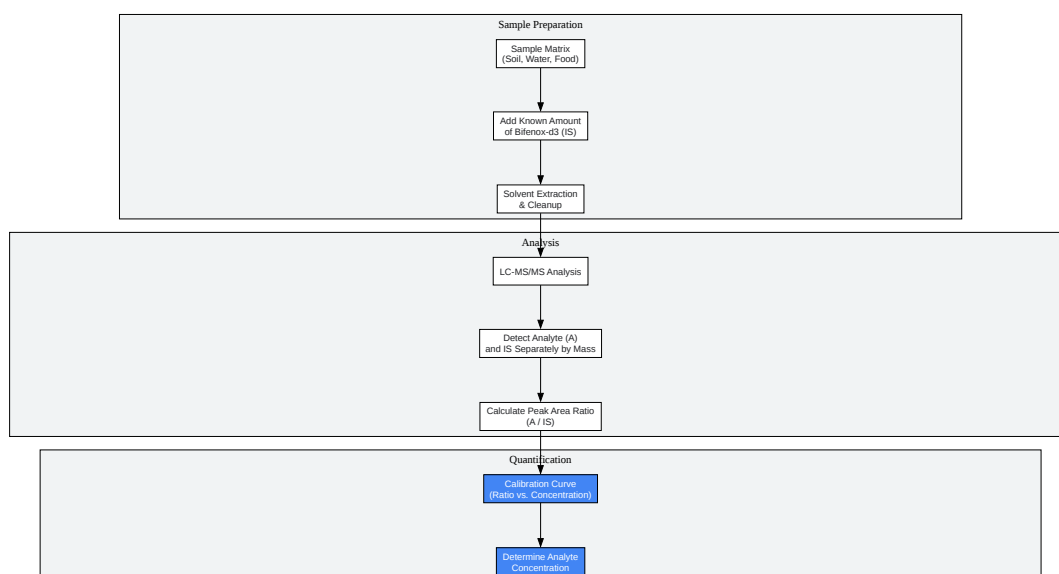 Sample Preparation
Sample Matrix
(Soil, Water, Food)
Add Known Amount
of Bifenox-d3 (IS)
Solvent Extraction
& Cleanup
Analysis
LC-MS/MS Analysis
Detect Analyte (A)
and IS Separately by Mass
Calculate Peak Area Ratio
(A / IS)
Quantification
Calibration Curve
(Ratio vs. Concentration)
Determine Analyte
Concentration